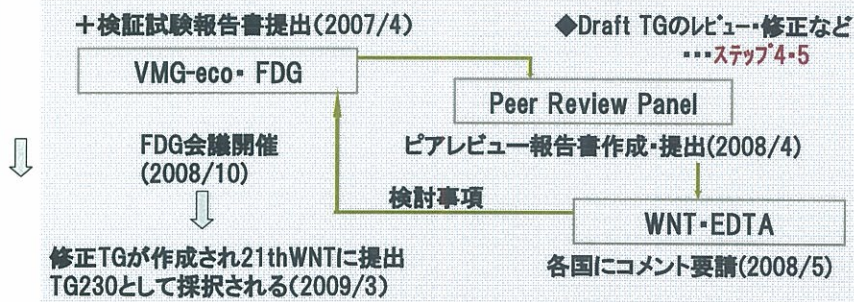 ＋検証試験報告書提出(2007/4)
◆Draft TGのレビュー・修正など
･･･ステップ4・5
VMG-eco・FDG
Peer Review Panel
FDG会議開催
(2008/10)
ピアレビュー報告書作成・提出(2008/4)
検討事項
WNT・EDTA
修正TGが作成され21thWNTに提出
TG230として採択される(2009/3)
各国にコメント要請(2008/5)